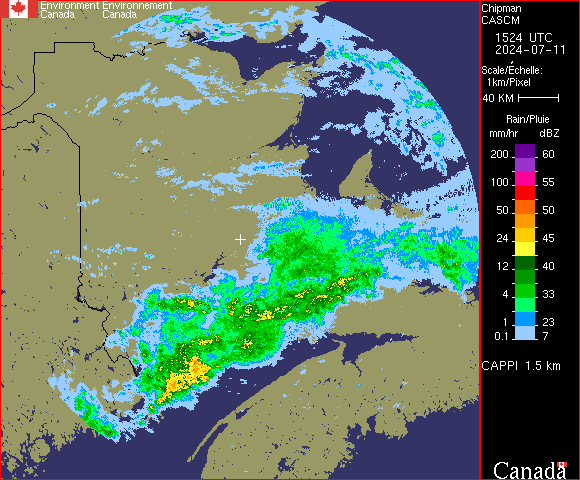 Environment Environnement
Canada Canada
Chipman
CASCM
1524 UTC
2024-07-11
Scale/Échelle:
1km/Pixel
40 KM
Rain/Pluie
mm/hr dBZ
200 60
100 55
100 55
50 50
24 45
12 40
4 33
1 23
0.1 7
CAPPI 1.5 km
Canada